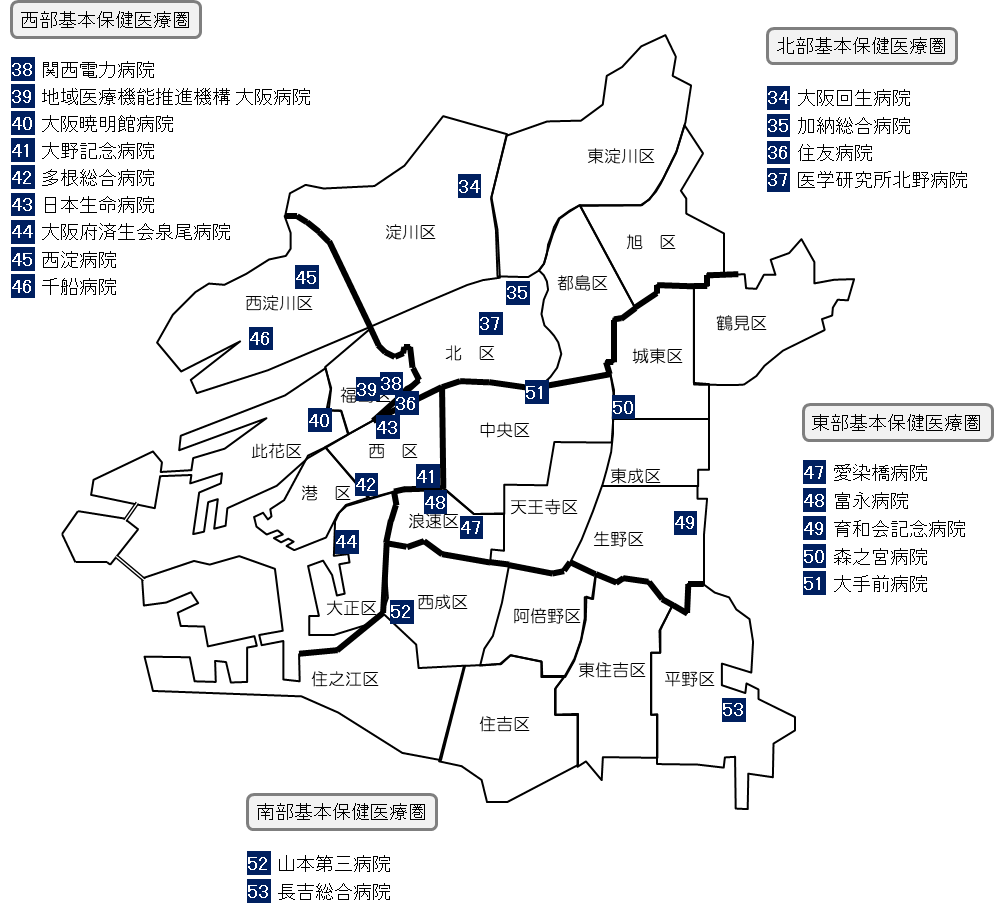 西部基本保健医療圏
38 関西電力病院
39 地域医療機能推進機構 大阪病院
40 大阪暁明館病院
41 大野記念病院
42 多根総合病院
43 日本生命病院
44 大阪府済生会泉尾病院
45 西淀病院
46 千船病院
北部基本保健医療圏
34 大阪回生病院
35 加納総合病院
36 住友病院
37 医学研究所北野病院
東淀川区
34
淀川区
旭　区
45
西淀川区
都島区
35
鶴見区
37
46
北　区
城東区
39
38
福
区
51
36
50
40
43
中央区
此花区
西　区
東部基本保健医療圏
47 愛染橋病院
48 富永病院
49 育和会記念病院
50 森之宮病院
51 大手前病院
41
東成区
42
港　区
48
天王寺区
浪速区
47
49
44
生野区
大正区
52
西成区
阿倍野区
住之江区
東住吉区
平野区
53
住吉区
南部基本保健医療圏
52 山本第三病院
53 長吉総合病院